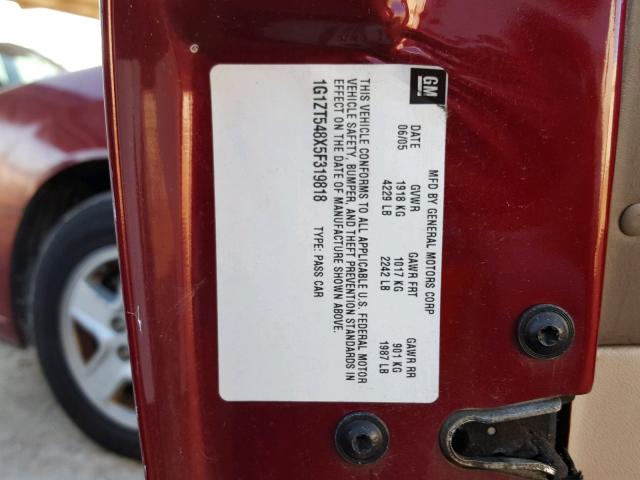 GM
MFD BY GENERAL MOTORS CORP
DATE GVWR GAWR FRT GAWR RR
06/05 1918 KG 1017 KG 901 KG
4229 LB 2242 LB 1987 LB
THIS VEHICLE CONFORMS TO ALL APPLICABLE U.S. FEDERAL MOTOR
VEHICLE SAFETY, BUMPER, AND THEFT PREVENTION STANDARDS IN
EFFECT ON THE DATE OF MANUFACTURE SHOWN ABOVE.
1G1ZT548X5F319818 TYPE: PASS CAR